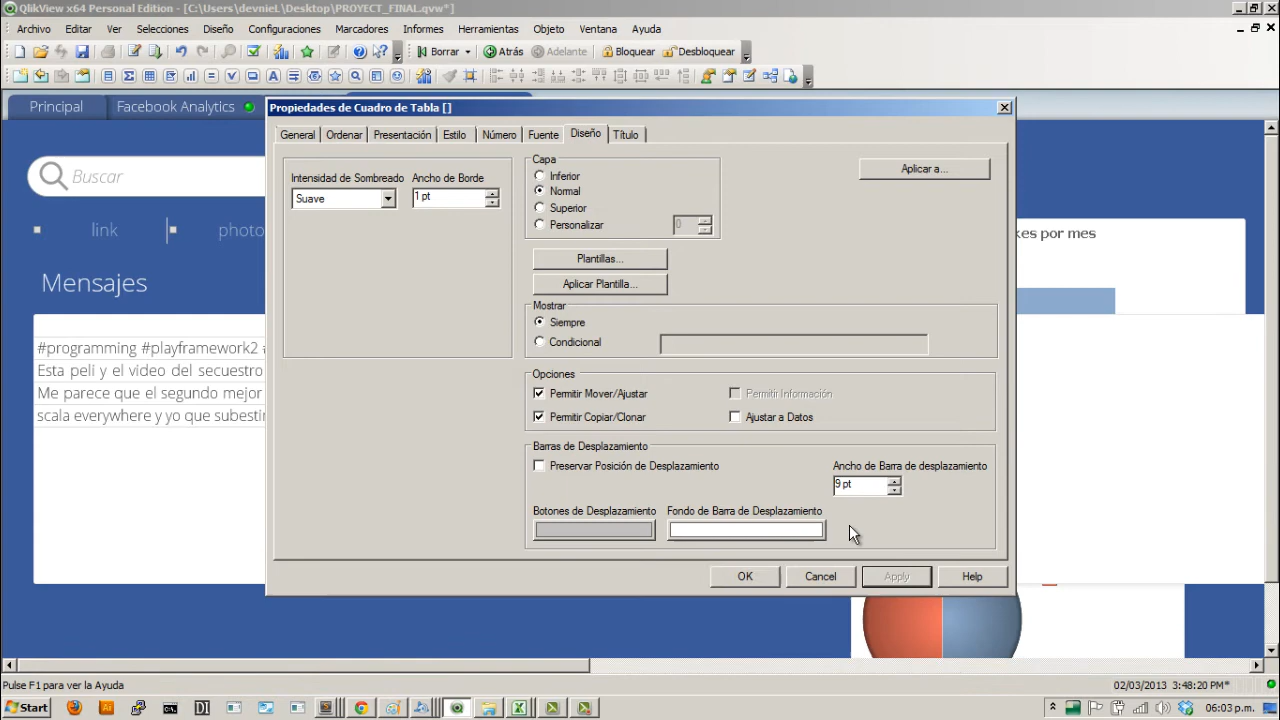 QlikView x64 Personal Edition - [C:\Users\devnieL\Desktop\PROYECT_FINAL.qvw*]
Archivo Editar Ver Selecciones Diseño Configuraciones Marcadores Informes Herramientas Objeto Ventana Ayuda
Borrar Atrás Adelante Bloquear Desbloquear
Principal Facebook Analytics
Propiedades de Cuadro de Tabla []
General Ordenar Presentación Estilo Número Fuente Diseño Título
Intensidad de Sombreado Ancho de Borde
Suave 1 pt
Capa
Inferior
Normal
Superior
Personalizar 0
Aplicar a...
Plantillas...
Aplicar Plantilla...
Mostrar
Siempre
Condicional
Opciones
Permitir Mover/Ajustar Permitir Información
Permitir Copiar/Clonar Ajustar a Datos
Barras de Desplazamiento
Preservar Posición de Desplazamiento Ancho de Barra de desplazamiento
9 pt
Botones de Desplazamiento Fondo de Barra de Desplazamiento
OK Cancel Apply Help
Buscar
link photo
Mensajes
#programming #playframework2
Esta peli y el video del secuestro
Me parece que el segundo mejor
scala everywhere y yo que
por mes
Pulse F1 para ver la Ayuda 02/03/2013 3:48:20 PM*
Start DI 06:03 p.m.